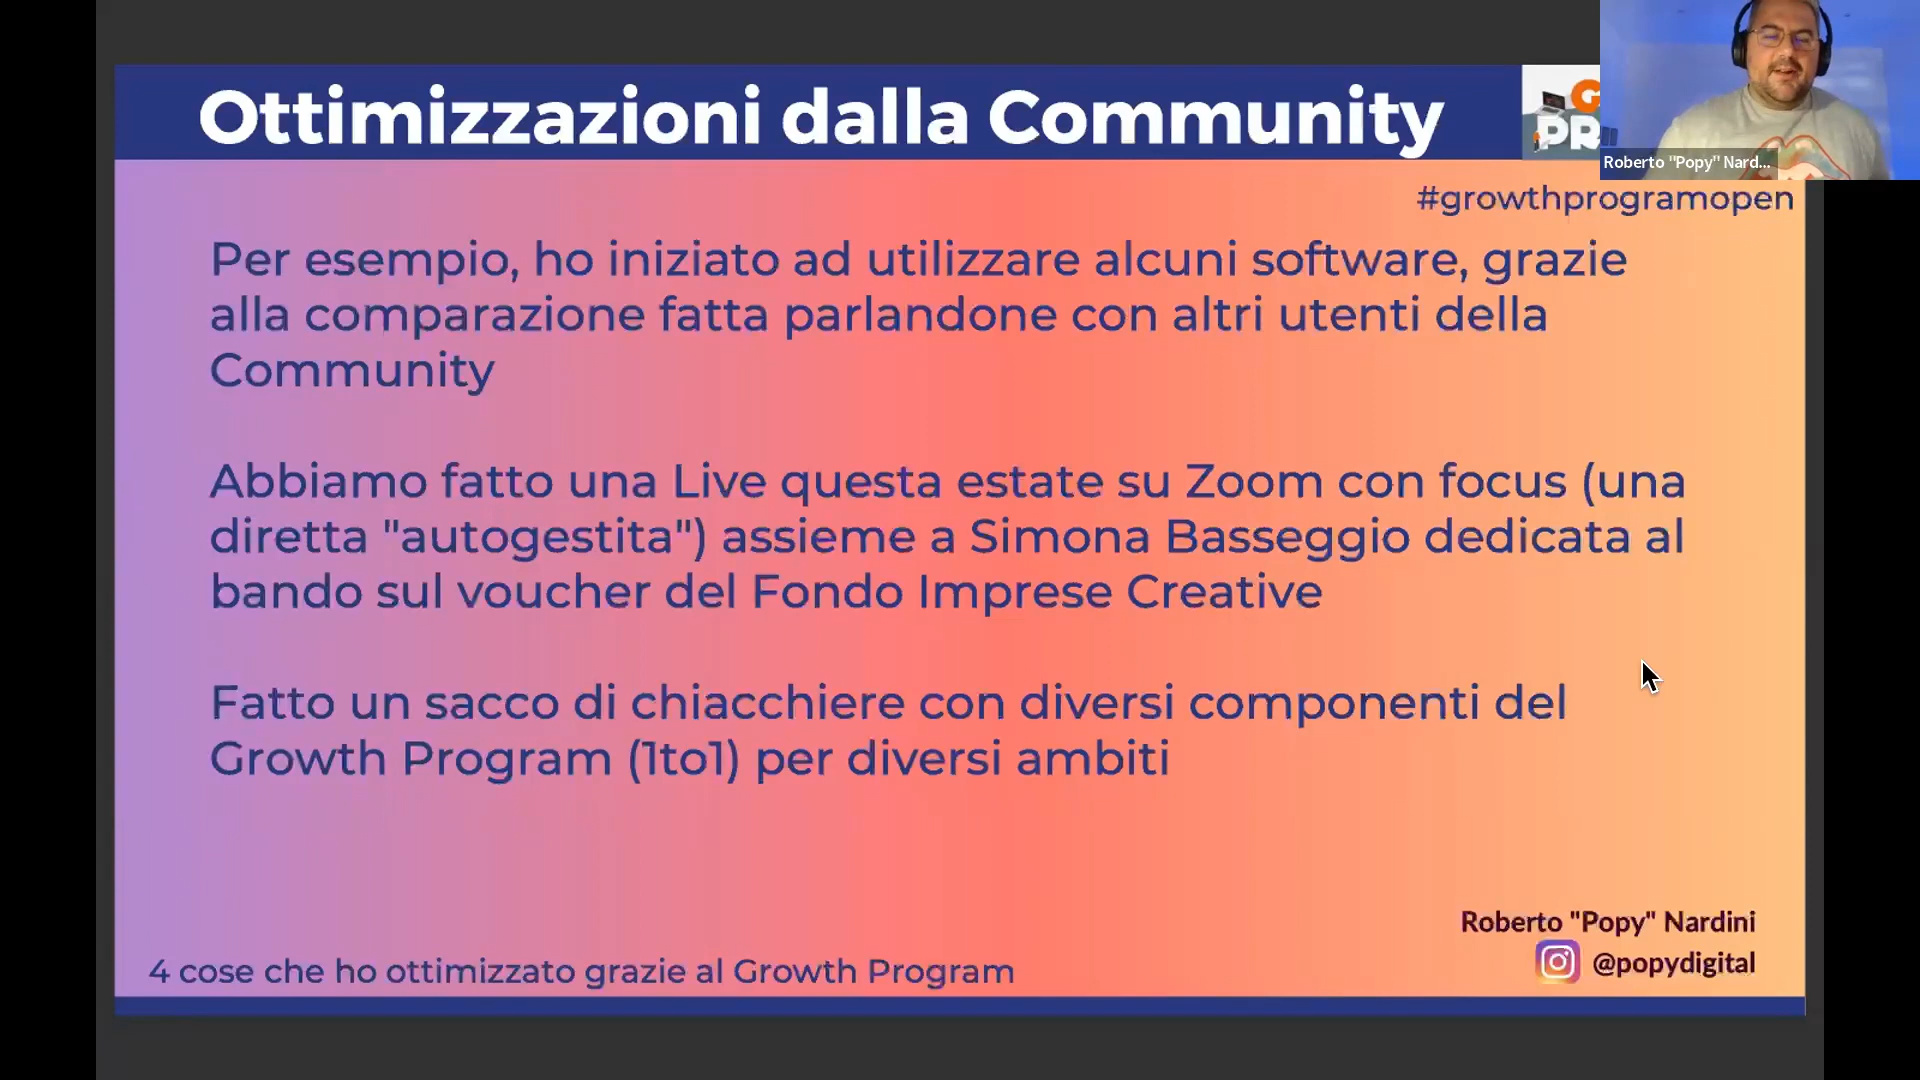 Ottimizzazioni dalla Community
G
PR
Roberto "Popy" Nard...
#growthprogramopen
Per esempio, ho iniziato ad utilizzare alcuni software, grazie
alla comparazione fatta parlandone con altri utenti della
Community
Abbiamo fatto una Live questa estate su Zoom con focus (una
diretta "autogestita") assieme a Simona Basseggio dedicata al
bando sul voucher del Fondo Imprese Creative
Fatto un sacco di chiacchiere con diversi componenti del
Growth Program (1to1) per diversi ambiti
Roberto "Popy" Nardini
@popydigital
4 cose che ho ottimizzato grazie al Growth Program